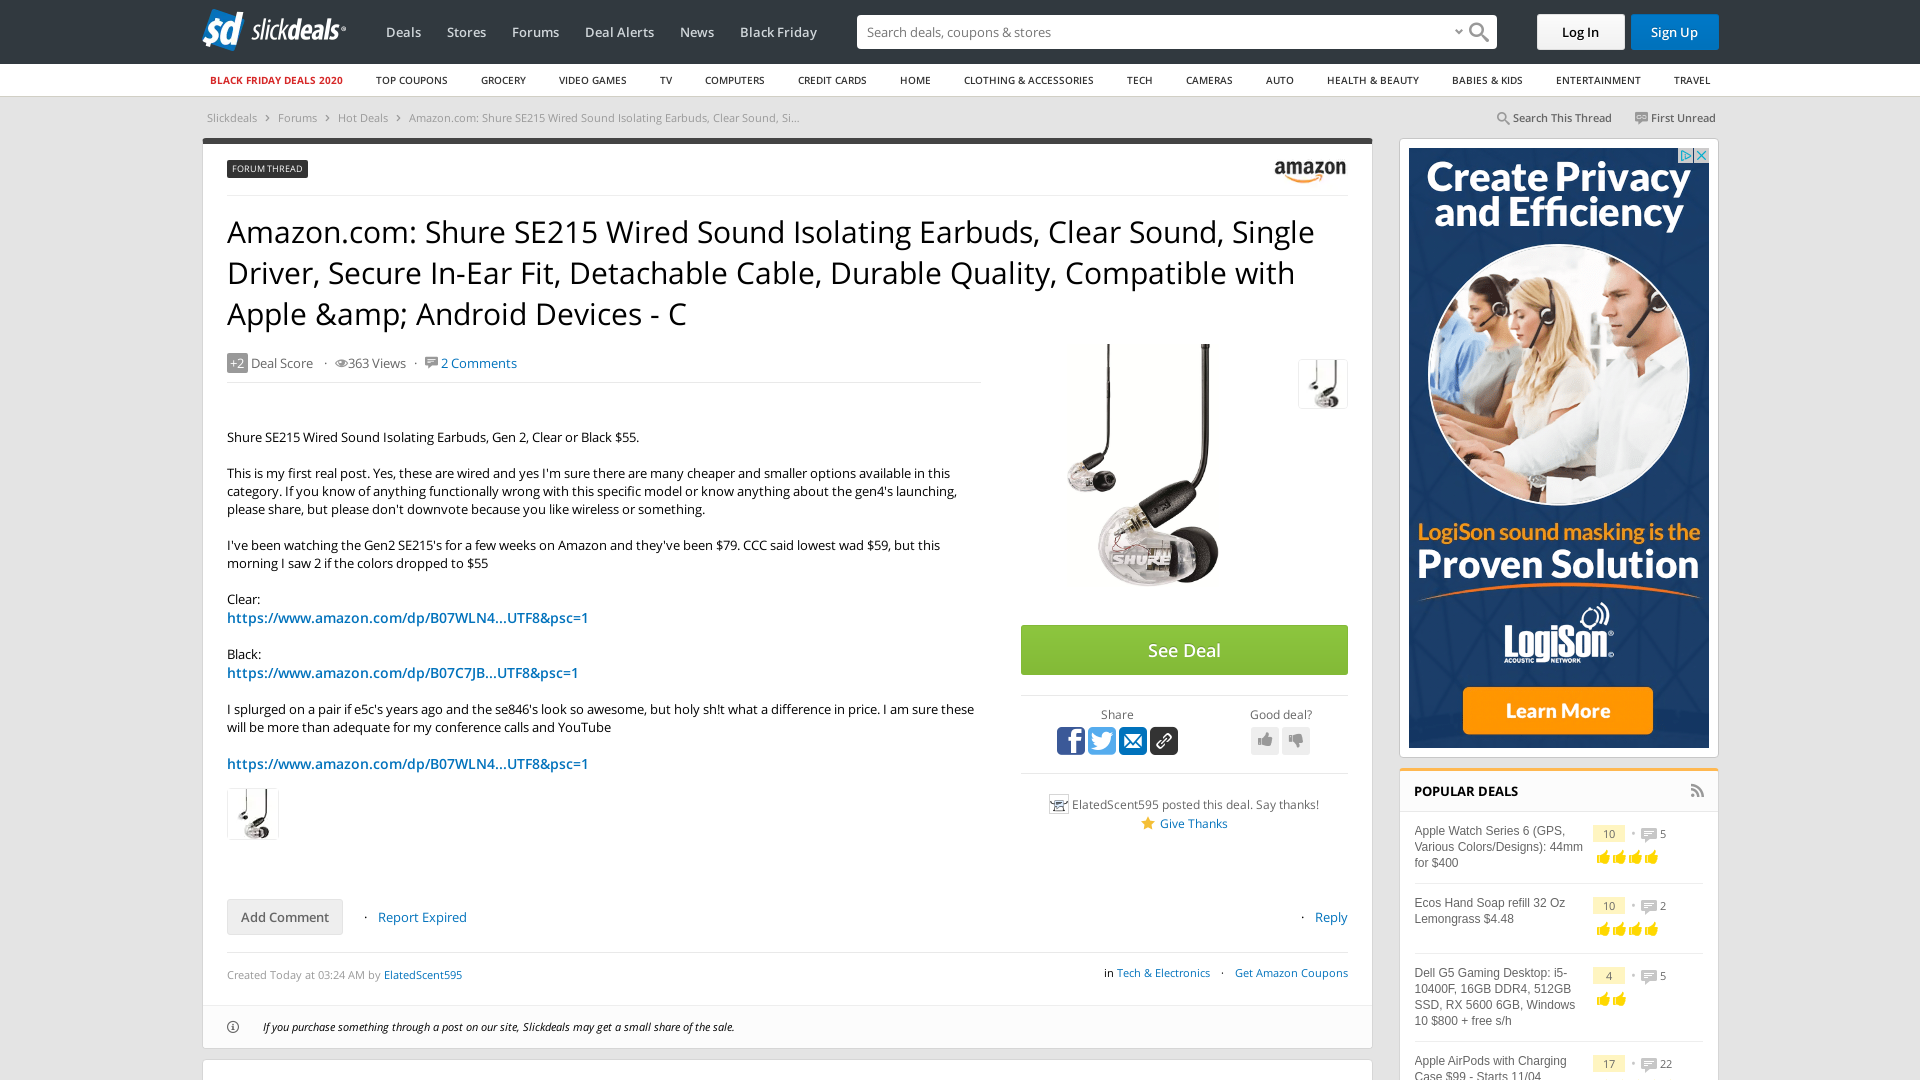 sd slickdeals
Deals
Stores
Forums
Deal Alerts
News
Black Friday
Search deals, coupons & stores
Log In
Sign Up
BLACK FRIDAY DEALS 2020
TOP COUPONS
GROCERY
VIDEO GAMES
TV
COMPUTERS
CREDIT CARDS
HOME
CLOTHING & ACCESSORIES
TECH
CAMERAS
AUTO
HEALTH & BEAUTY
BABIES & KIDS
ENTERTAINMENT
TRAVEL
Slickdeals > Forums > Hot Deals > Amazon.com: Shure SE215 Wired Sound Isolating Earbuds, Clear Sound, Si...
Search This Thread
First Unread
FORUM THREAD
amazon
Amazon.com: Shure SE215 Wired Sound Isolating Earbuds, Clear Sound, Single
Driver, Secure In-Ear Fit, Detachable Cable, Durable Quality, Compatible with
Apple &amp; Android Devices - C
+2 Deal Score · 363 Views · 2 Comments
Shure SE215 Wired Sound Isolating Earbuds, Gen 2, Clear or Black $55.
This is my first real post. Yes, these are wired and yes I'm sure there are many cheaper and smaller options available in this
category. If you know of anything functionally wrong with this specific model or know anything about the gen4's launching,
please share, but please don't downvote because you like wireless or something.
I've been watching the Gen2 SE215's for a few weeks on Amazon and they've been $79. CCC said lowest wad $59, but this
morning I saw 2 if the colors dropped to $55
Clear:
https://www.amazon.com/dp/B07WLN4...UTF8&psc=1
Black:
https://www.amazon.com/dp/B07C7JB...UTF8&psc=1
I splurged on a pair if e5c's years ago and the se846's look so awesome, but holy sh!t what a difference in price. I am sure these
will be more than adequate for my conference calls and YouTube
https://www.amazon.com/dp/B07WLN4...UTF8&psc=1
SHURE
See Deal
Share
Good deal?
ElatedScent595 posted this deal. Say thanks!
Give Thanks
Add Comment
· Report Expired
· Reply
Created Today at 03:24 AM by ElatedScent595
in Tech & Electronics · Get Amazon Coupons
If you purchase something through a post on our site, Slickdeals may get a small share of the sale.
Create Privacy
and Efficiency
LogiSon sound masking is the
Proven Solution
LogiSon
ACOUSTIC NETWORK
Learn More
POPULAR DEALS
Apple Watch Series 6 (GPS,
Various Colors/Designs): 44mm
for $400
10 · 5
Ecos Hand Soap refill 32 Oz
Lemongrass $4.48
10 · 2
Dell G5 Gaming Desktop: i5-
10400F, 16GB DDR4, 512GB
SSD, RX 5600 6GB, Windows
10 $800 + free s/h
4 · 5
Apple AirPods with Charging
Case $99 - Starts 11/04
17 · 22